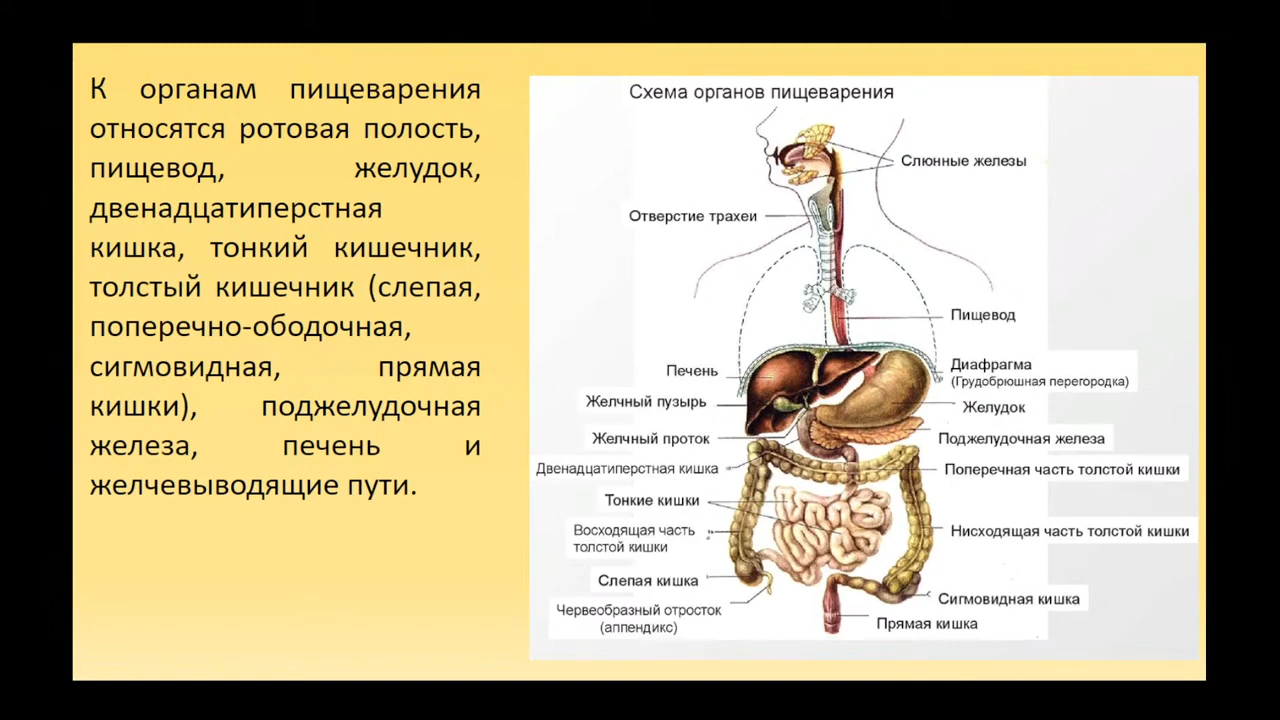 К органам пищеварения
относятся ротовая полость,
пищевод, желудок,
двенадцатиперстная
кишка, тонкий кишечник,
толстый кишечник (слепая,
поперечно-ободочная,
сигмовидная, прямая
кишки), поджелудочная
железа, печень и
желчевыводящие пути.
Схема органов пищеварения
Слюнные железы
Отверстие трахеи
Пищевод
Печень
Диафрагма
(Грудобрюшная перегородка)
Желчный пузырь
Желудок
Желчный проток
Поджелудочная железа
Двенадцатиперстная кишка
Поперечная часть толстой кишки
Тонкие кишки
Восходящая часть
толстой кишки
Нисходящая часть толстой кишки
Слепая кишка
Сигмовидная кишка
Червеобразный отросток
(аппендикс)
Прямая кишка